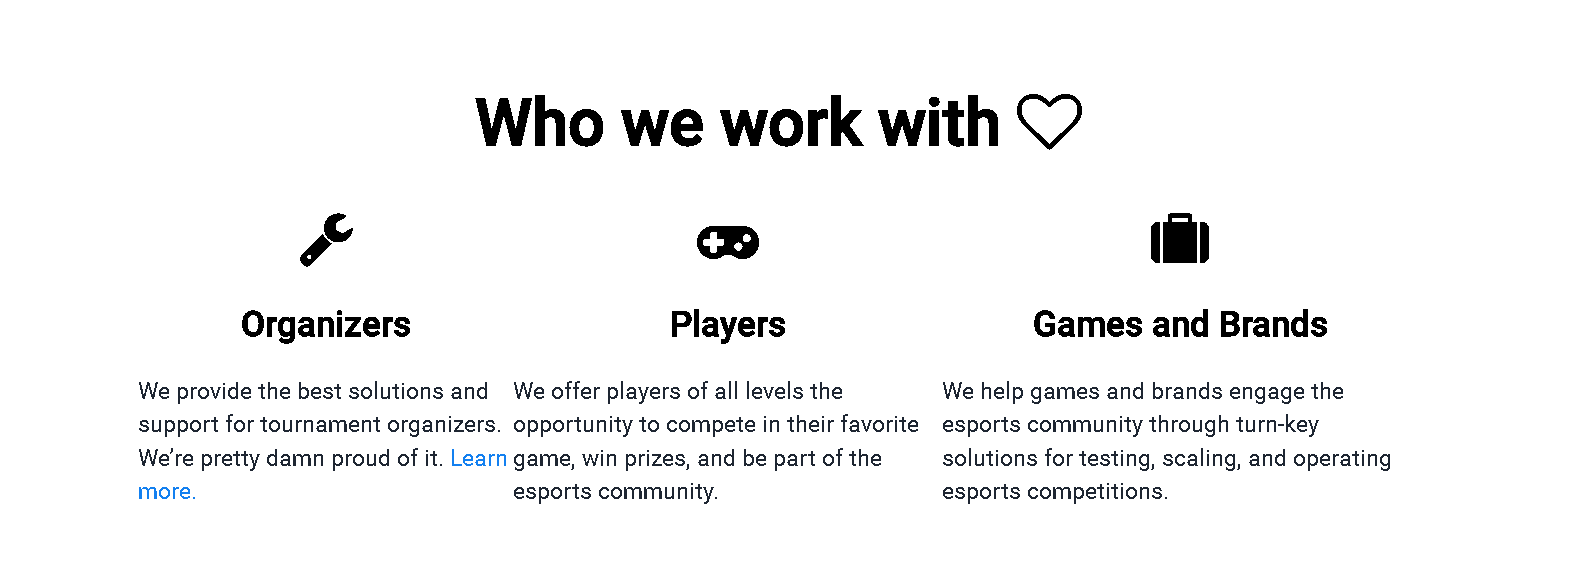 Who we work with
Organizers
We provide the best solutions and
support for tournament organizers.
We’re pretty damn proud of it. Learn
more.
Players
We offer players of all levels the
opportunity to compete in their favorite
game, win prizes, and be part of the
esports community.
Games and Brands
We help games and brands engage the
esports community through turn-key
solutions for testing, scaling, and operating
esports competitions.